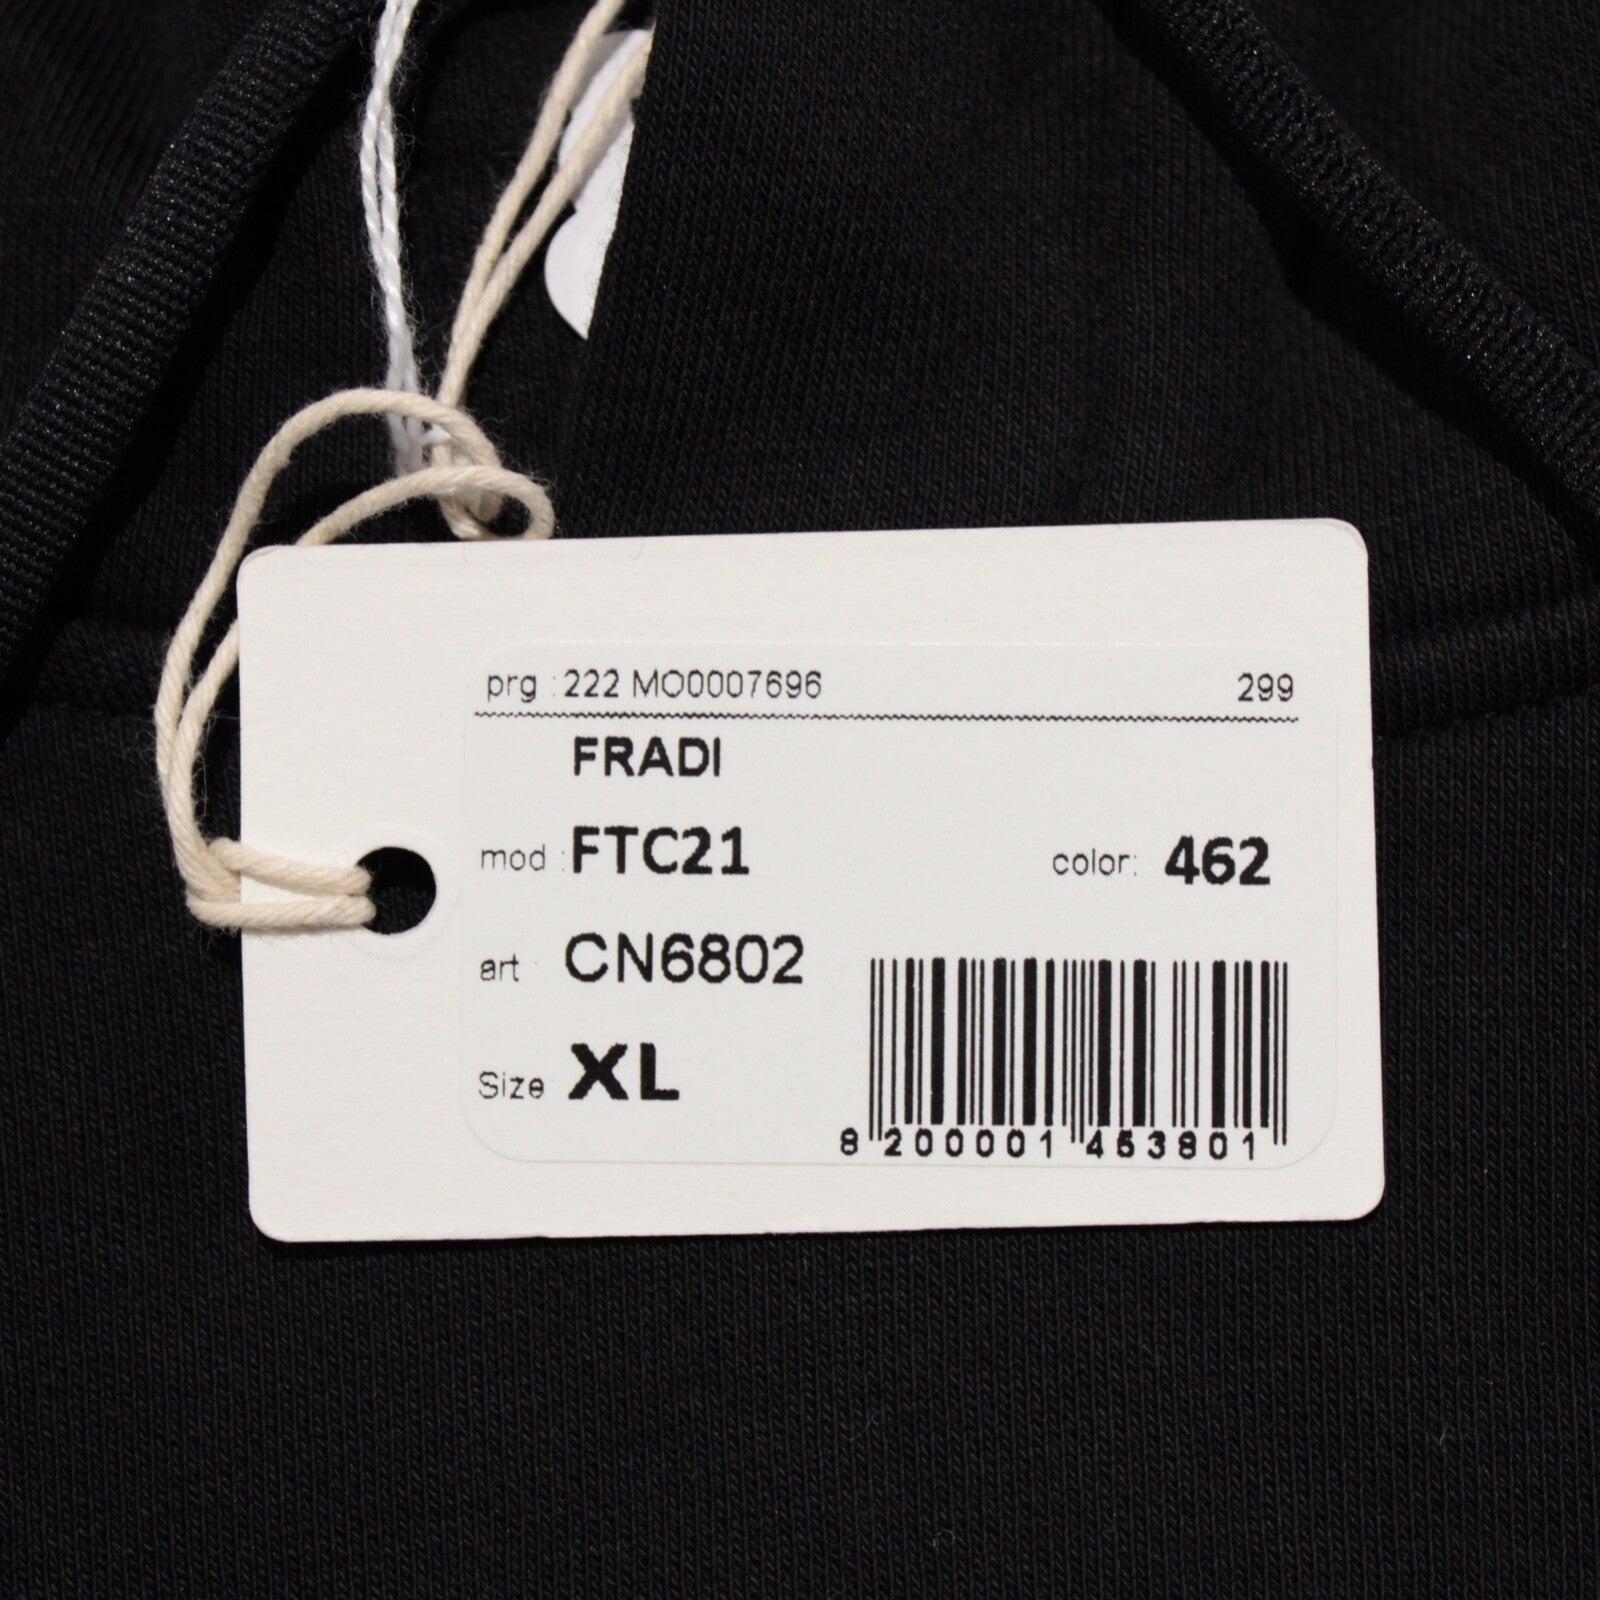 prg : 222 MO0007696 299
FRADI
mod : FTC21 color: 462
art CN6802
Size XL
8 200001 453801